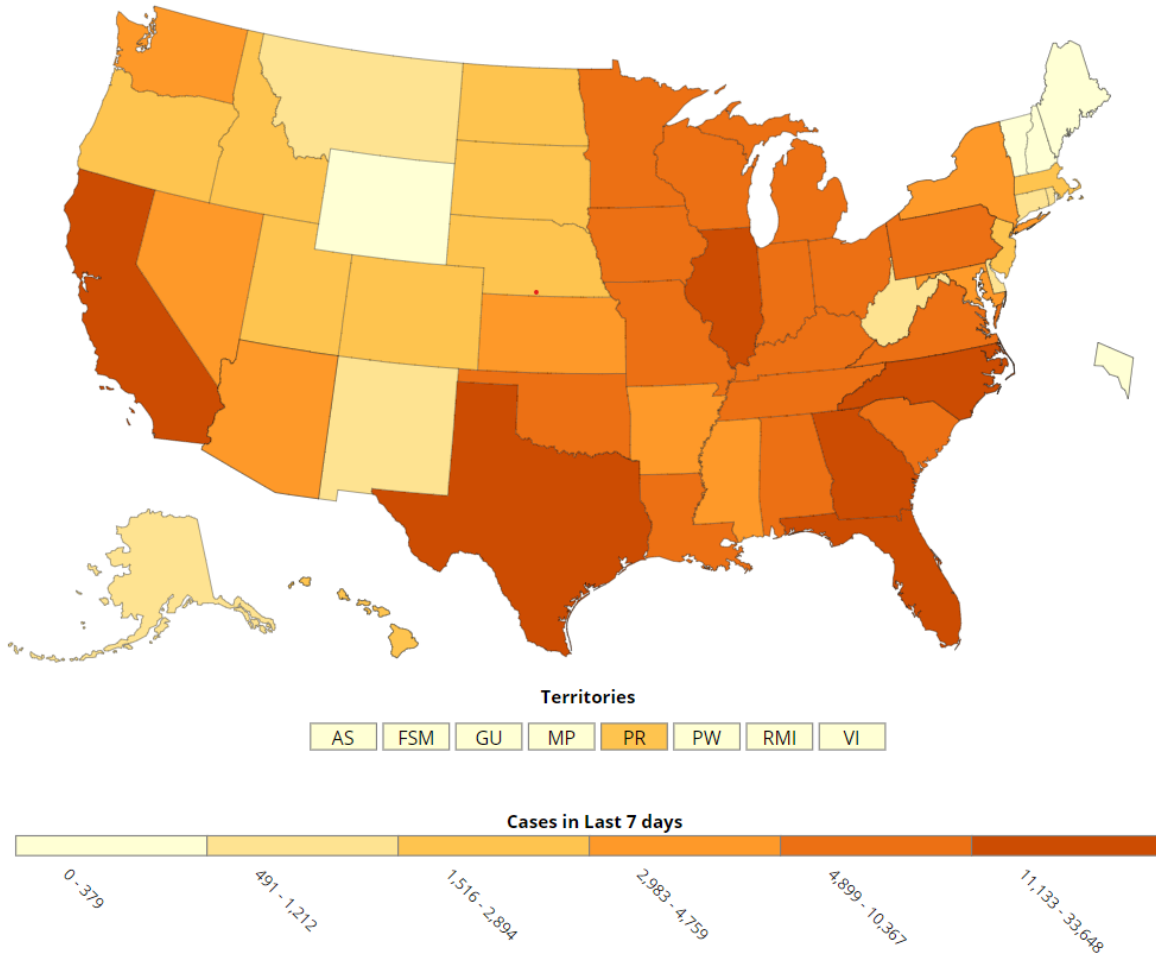 Territories
AS FSM GU MP PR PW RMI VI
Cases in Last 7 days
0 - 379
491 - 1,212
1,516 - 2,894
2,983 - 4,759
4,899 - 10,367
11,133 - 33,648